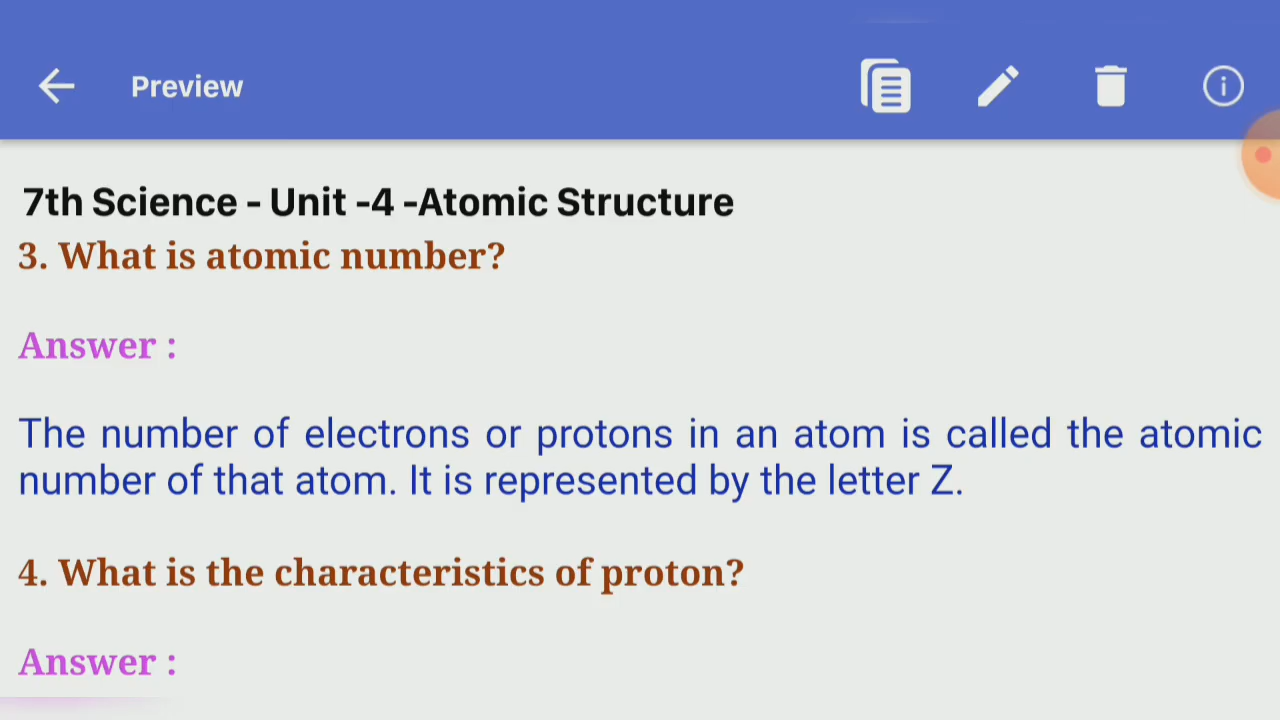 Preview
7th Science - Unit -4 -Atomic Structure
3. What is atomic number?
Answer :
The number of electrons or protons in an atom is called the atomic
number of that atom. It is represented by the letter Z.
4. What is the characteristics of proton?
Answer :